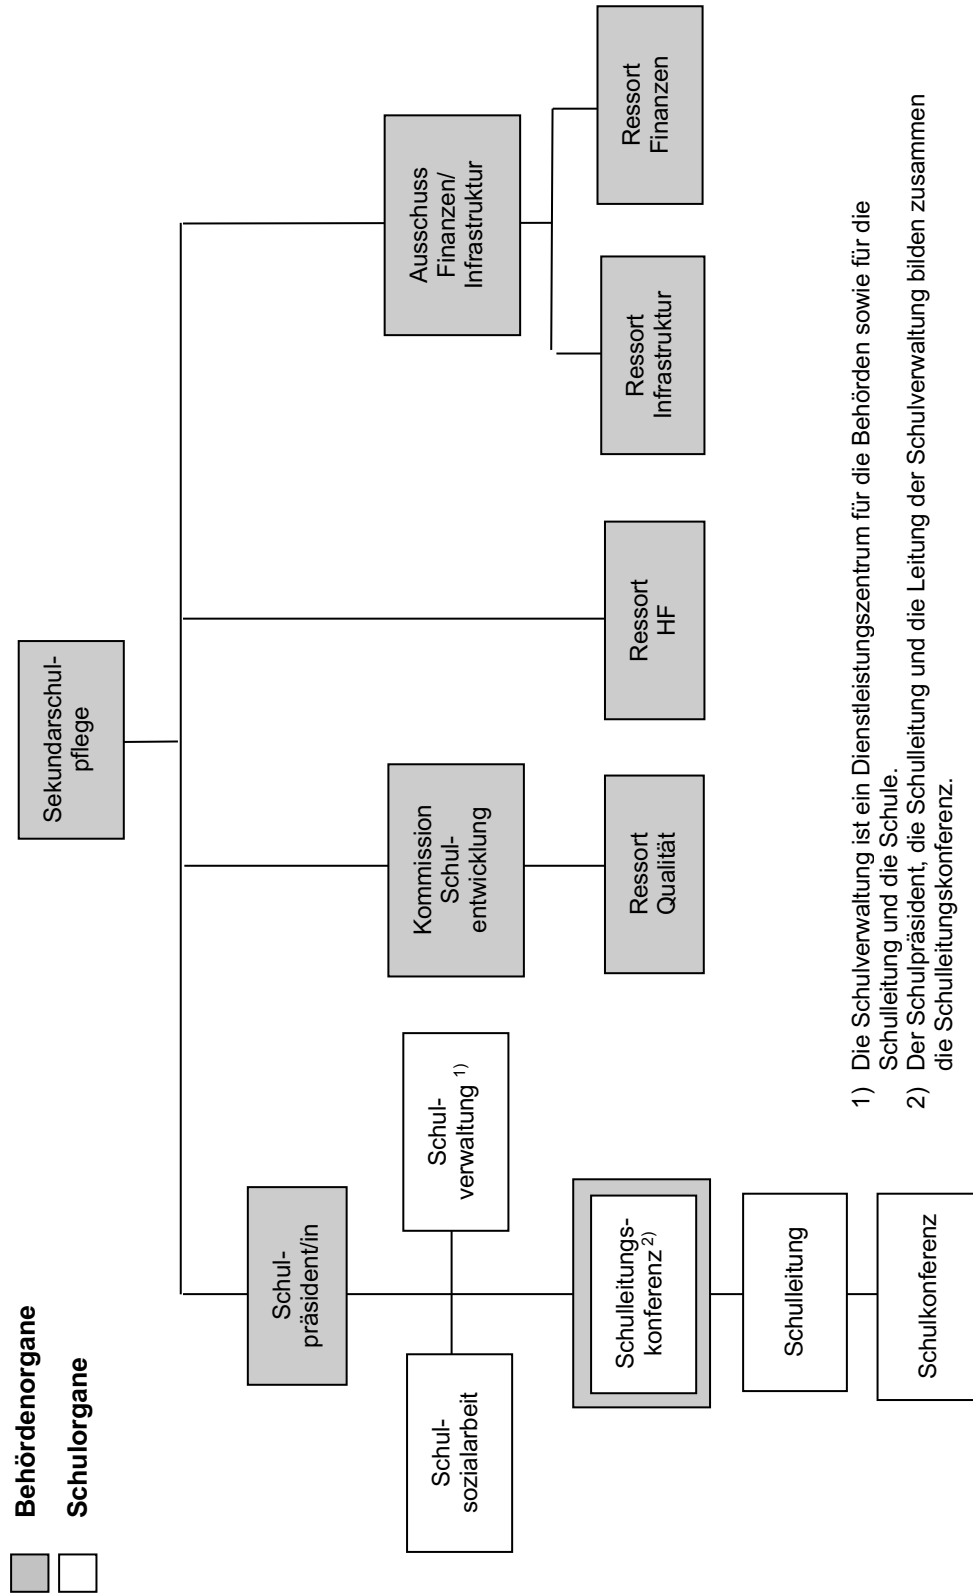 Behördenorgane
Schulorgane
Sekundarschul-
pflege
Schul-
präsident/in
Kommission
Schul-
entwicklung
Ausschuss
Finanzen/
Infrastruktur
Schul-
sozialarbeit
Schul-
verwaltung 1)
Schulleitungs-
konferenz 2)
Ressort
Qualität
Ressort
HF
Ressort
Infrastruktur
Ressort
Finanzen
Schulleitung
Schulkonferenz
1) Die Schulverwaltung ist ein Dienstleistungszentrum für die Behörden sowie für die
Schulleitung und die Schule.
2) Der Schulpräsident, die Schulleitung und die Leitung der Schulverwaltung bilden zusammen
die Schulleitungskonferenz.